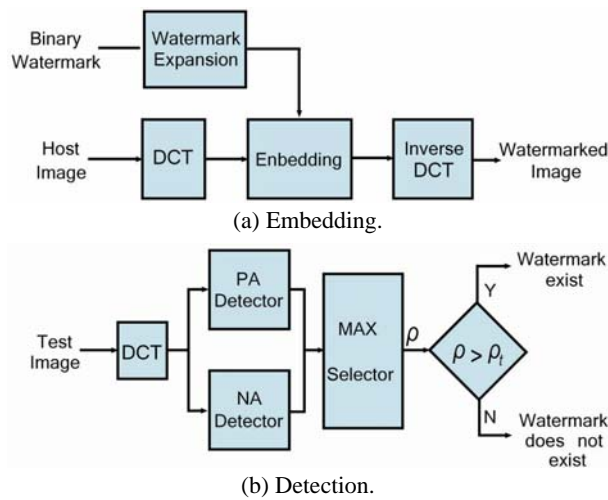 Binary
Watermark
Watermark
Expansion
Host
Image
DCT
Enbedding
Inverse
DCT
Watermarked
Image
(a) Embedding.
Test
Image
DCT
PA
Detector
NA
Detector
MAX
Selector
ρ
ρ > ρt
Y
Watermark
exist
N
Watermark
does not
exist
(b) Detection.